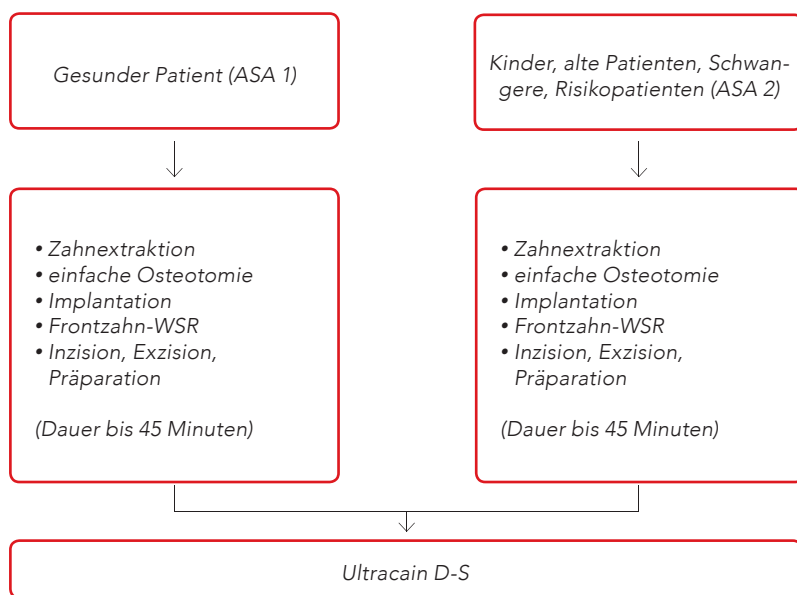 Gesunder Patient (ASA 1)
Kinder, alte Patienten, Schwan-
gere, Risikopatienten (ASA 2)
• Zahnextraktion
• einfache Osteotomie
• Implantation
• Frontzahn-WSR
• Inzision, Exzision,
Präparation
(Dauer bis 45 Minuten)
• Zahnextraktion
• einfache Osteotomie
• Implantation
• Frontzahn-WSR
• Inzision, Exzision,
Präparation
(Dauer bis 45 Minuten)
Ultracain D-S